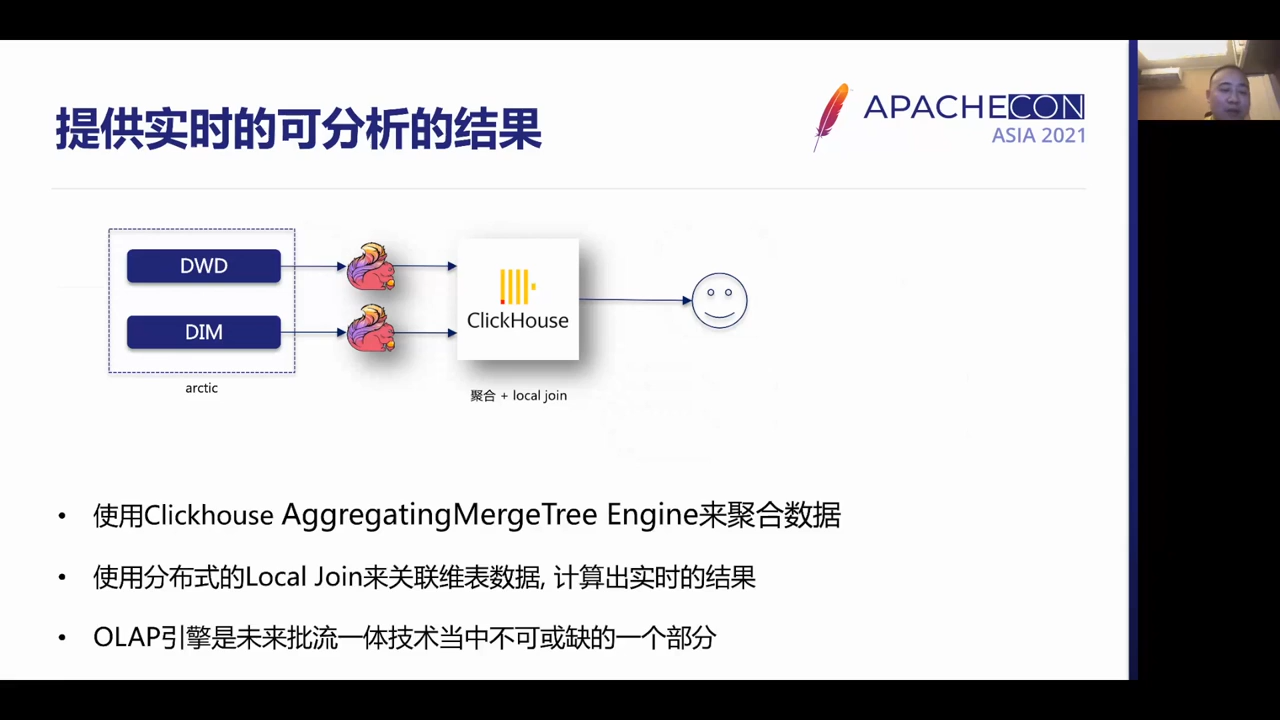 提供实时的可分析的结果
APACHECON
ASIA 2021
DWD
DIM
arctic
ClickHouse
聚合 + local join
• 使用Clickhouse AggregatingMergeTree Engine来聚合数据
• 使用分布式的Local Join来关联维表数据, 计算出实时的结果
• OLAP引擎是未来批流一体技术当中不可或缺的一个部分